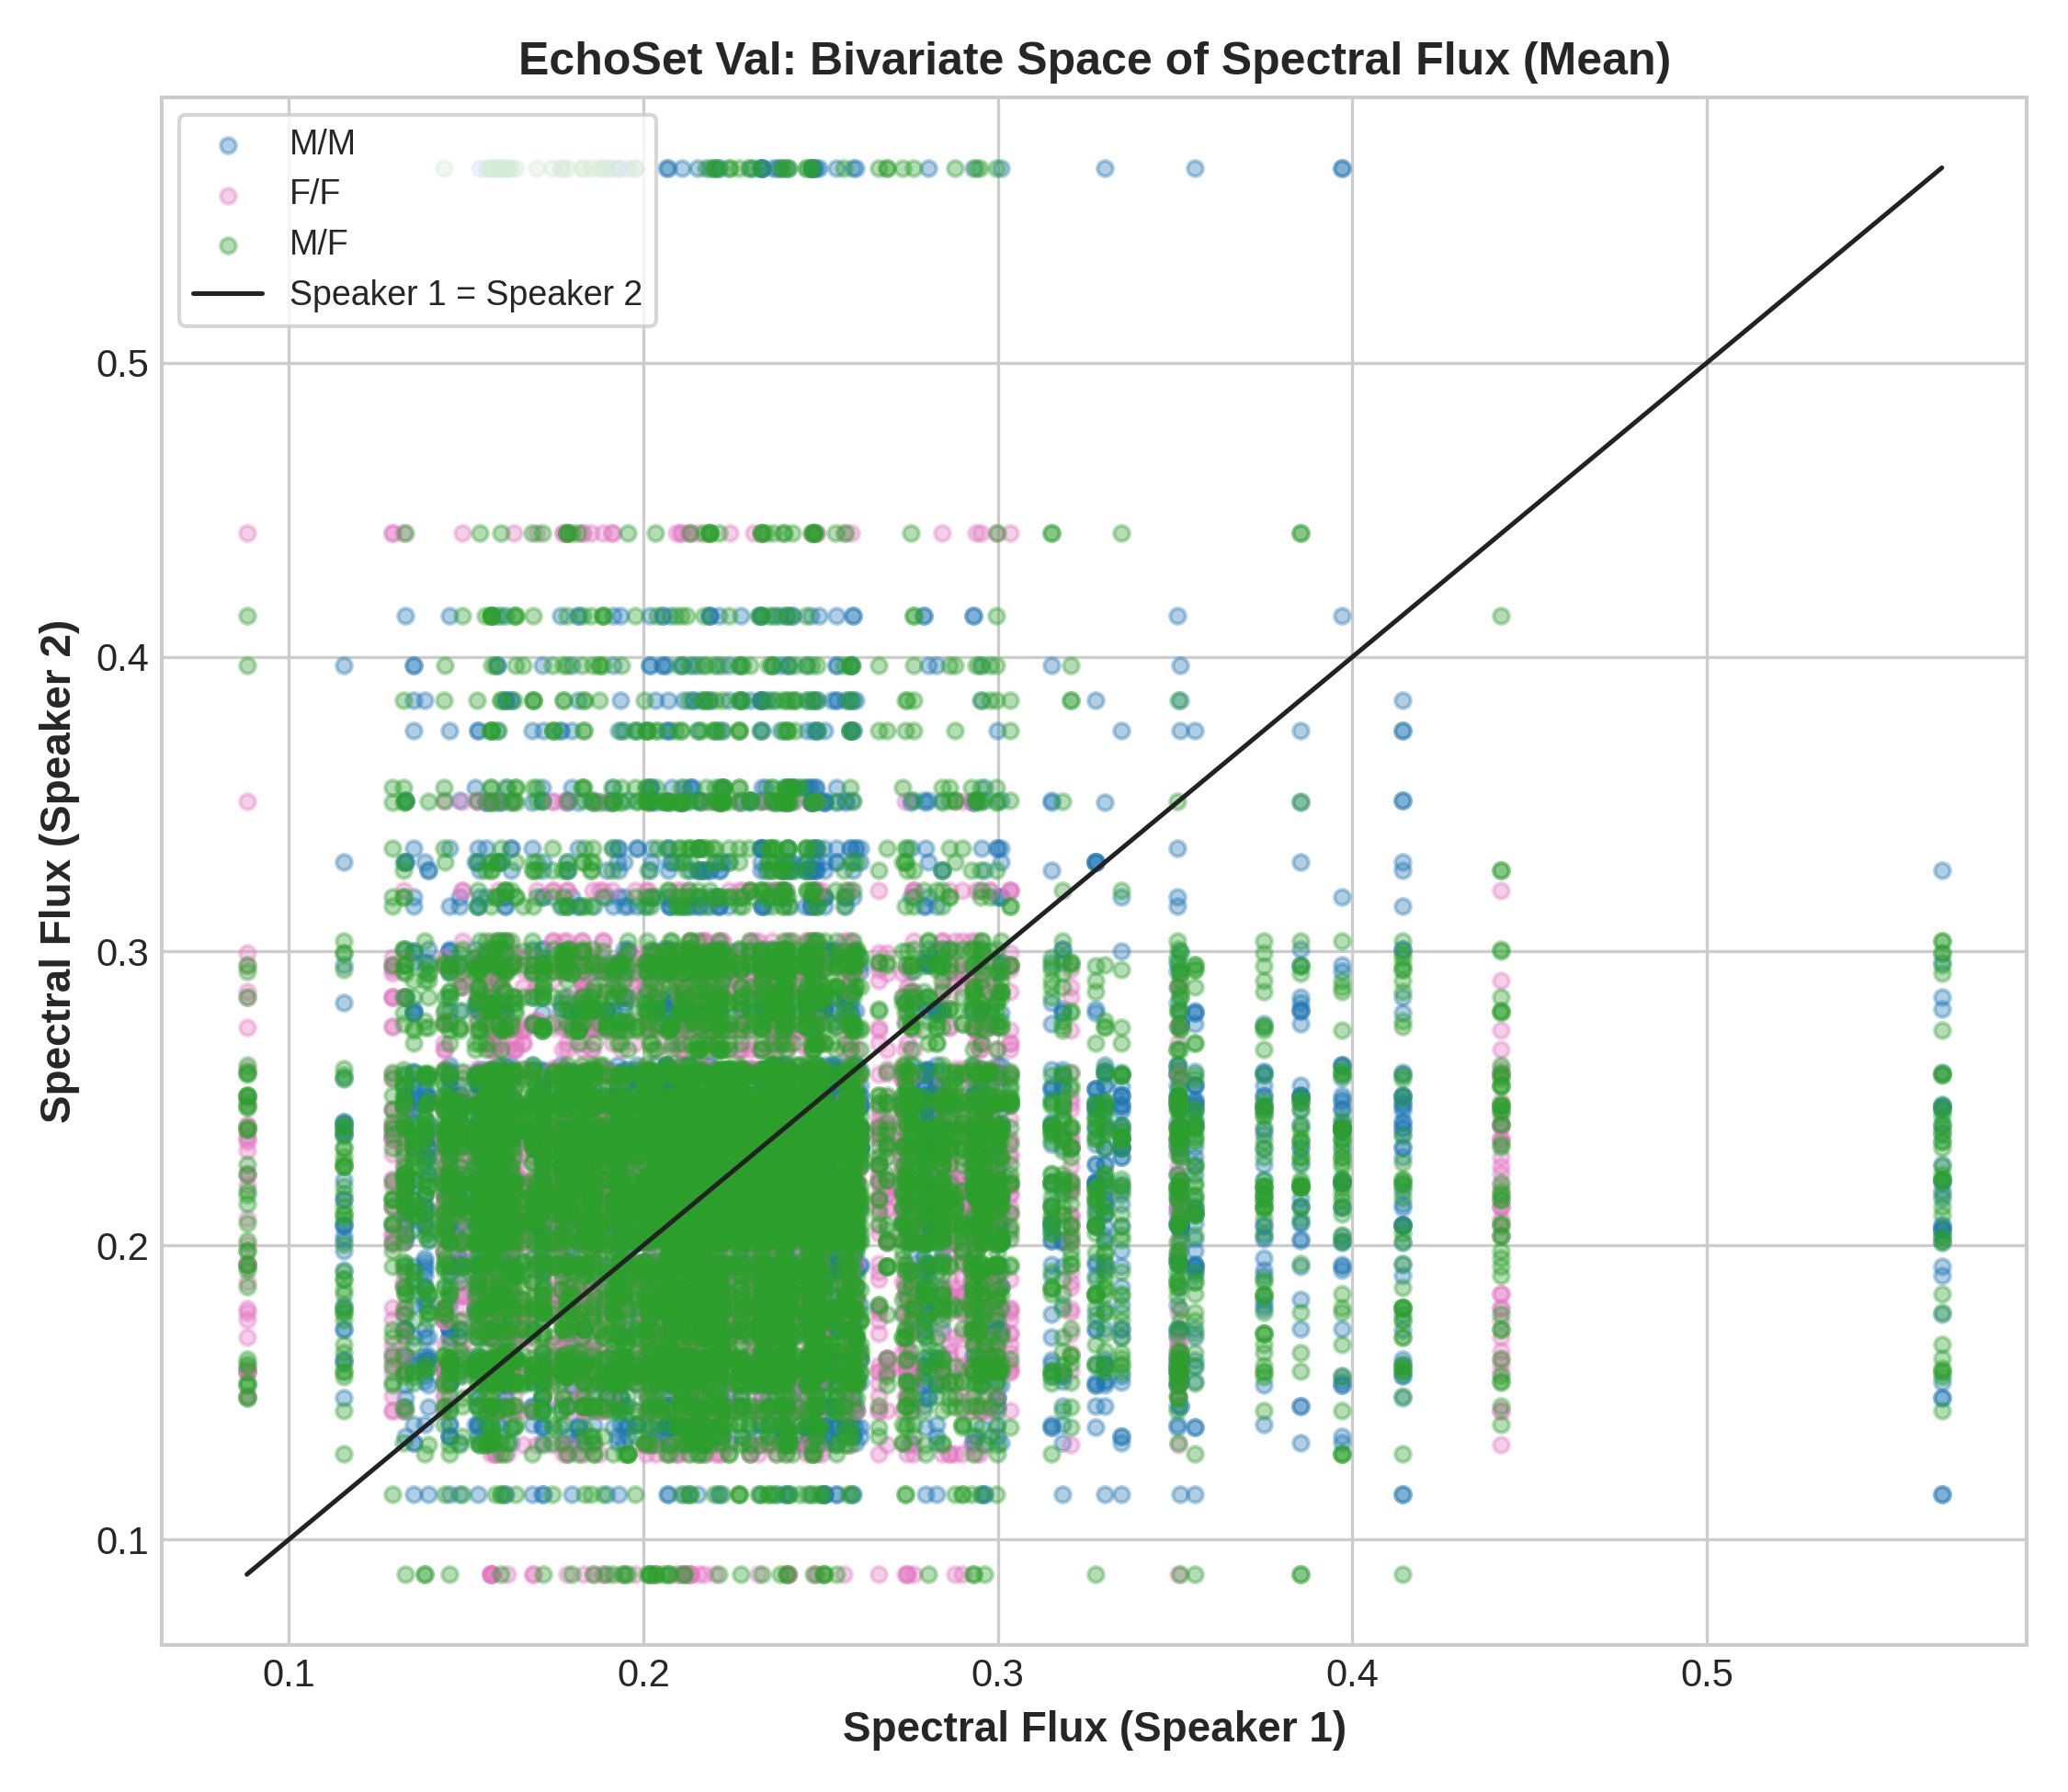 EchoSet Val: Bivariate Space of Spectral Flux (Mean)
M/M
F/F
M/F
Speaker 1 = Speaker 2
Spectral Flux (Speaker 2)
0.5
0.4
0.3
0.2
0.1
0.1 0.2 0.3 0.4 0.5
Spectral Flux (Speaker 1)